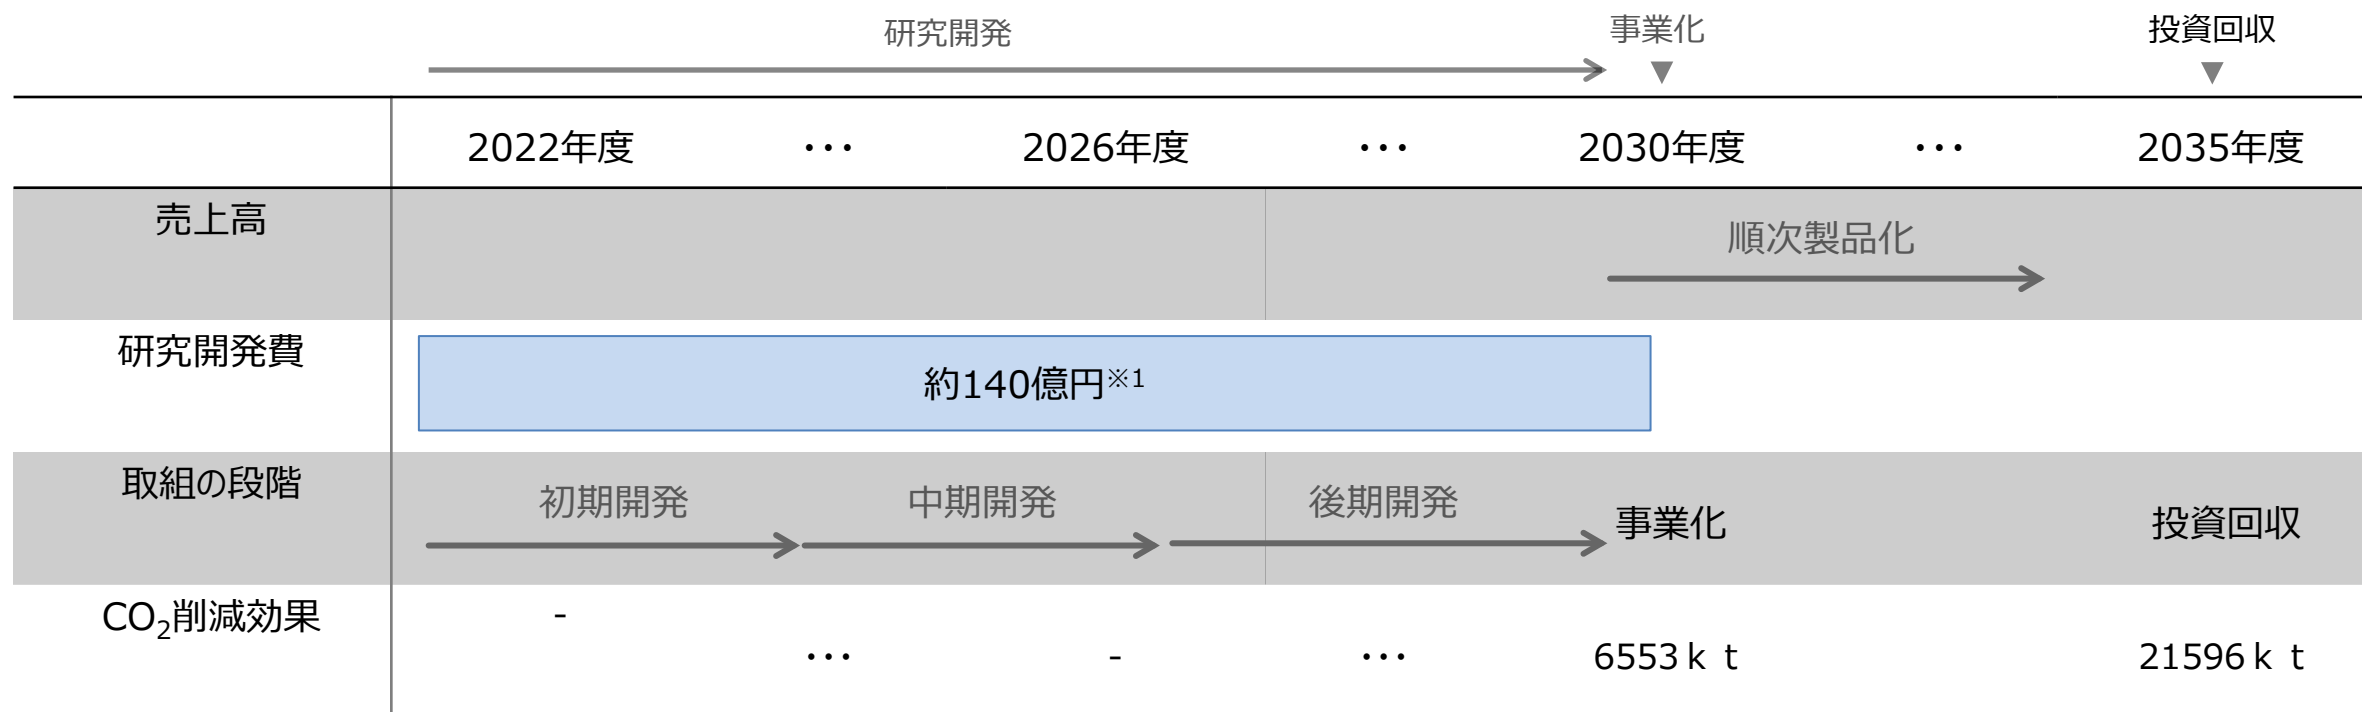 研究開発 事業化 投資回収
▼ ▼
2022年度 ・・・ 2026年度 ・・・ 2030年度 ・・・ 2035年度
売上高
順次製品化
研究開発費
約140億円※1
取組の段階
初期開発 中期開発 後期開発
事業化 投資回収
CO₂削減効果 -
・・・ - ・・・ 6553ｋｔ 21596ｋｔ